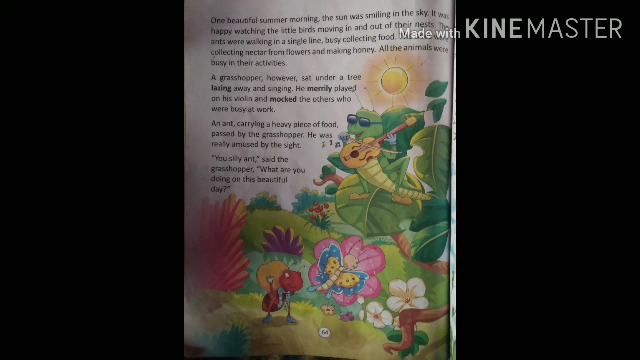 One beautiful summer morning, the sun was smiling in the sky. It was
happy watching the little birds moving in and out of their nests. The
ants were walking in a single line, busy collecting food.
collecting nectar from flowers and making honey. All the animals were
busy in their activities.
A grasshopper, however, sat under a tree
lazing away and singing. He merrily played
on his violin and mocked the others who
were busy at work.
An ant, carrying a heavy piece of food,
passed by the grasshopper. He was
really amused by the sight.
"You silly ant," said the
grasshopper, "What are you
doing on this beautiful
day?"
64
Made with KINEMASTER